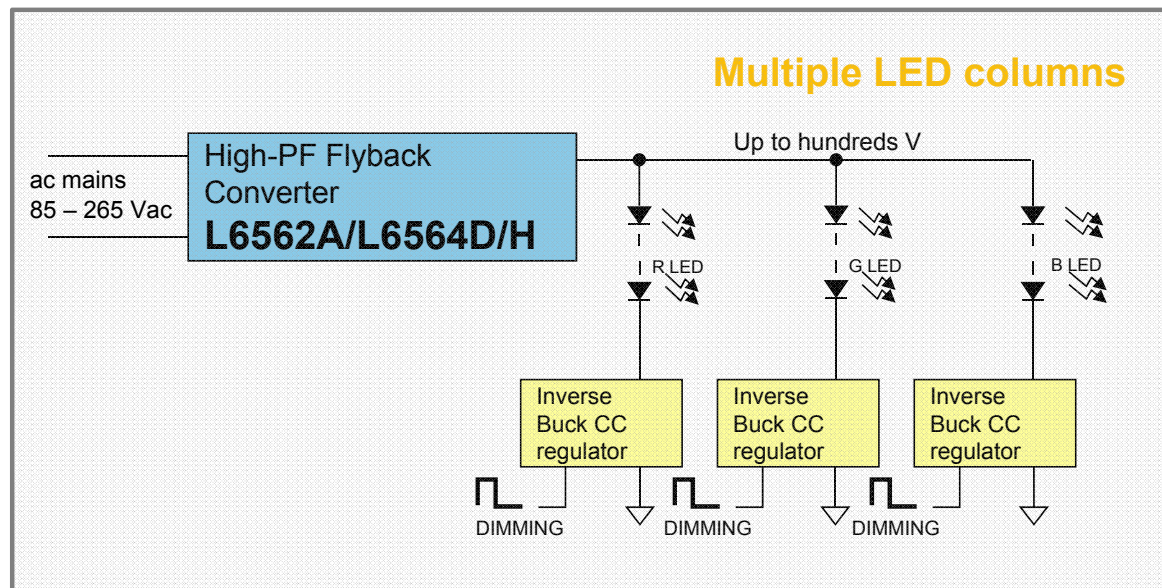 Multiple LED columns
High-PF Flyback
Converter
L6562A/L6564D/H
ac mains
85 – 265 Vac
Up to hundreds V
R LED
G LED
B LED
Inverse
Buck CC
regulator
Inverse
Buck CC
regulator
Inverse
Buck CC
regulator
DIMMING
DIMMING
DIMMING